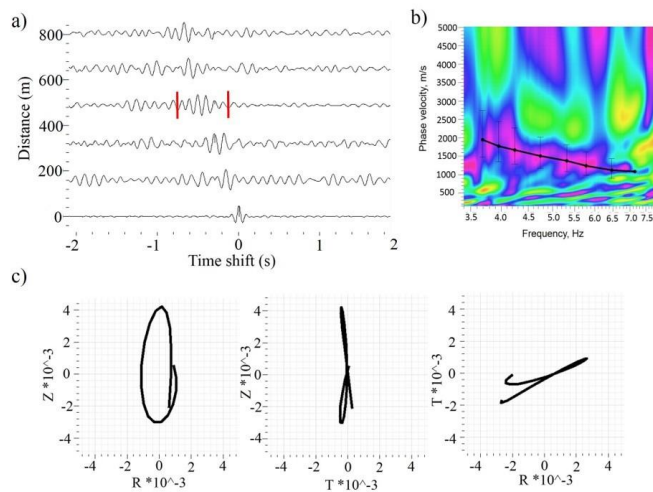 a)
Distance (m)
800
600
400
200
0
-2
-1
0
1
2
Time shift (s)
b)
Phase velocity, m/s
5000
4500
4000
3500
3000
2500
2000
1500
1000
500
3.5 4.0 4.5 5.0 5.5 6.0 6.5 7.0 7.5
Frequency, Hz
c)
Z *10^-3
4
2
0
-2
-4
-4 -2 0 2 4
R *10^-3
Z *10^-3
4
2
0
-2
-4
-4 -2 0 2 4
T *10^-3
T *10^-3
4
2
0
-2
-4
-4 -2 0 2 4
R *10^-3